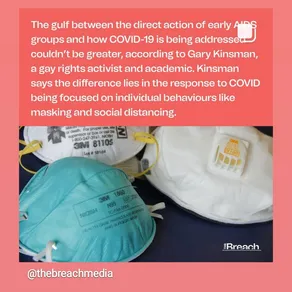 The gulf between the direct action of early AIDS
groups and how COVID-19 is being addressed
couldn't be greater, according to Gary Kinsman,
a gay rights activist and academic. Kinsman
says the difference lies in the response to COVID
being focused on individual behaviours like
masking and social distancing.
3M 8110S
N
3M 1860
The Breach
@thebreachmedia